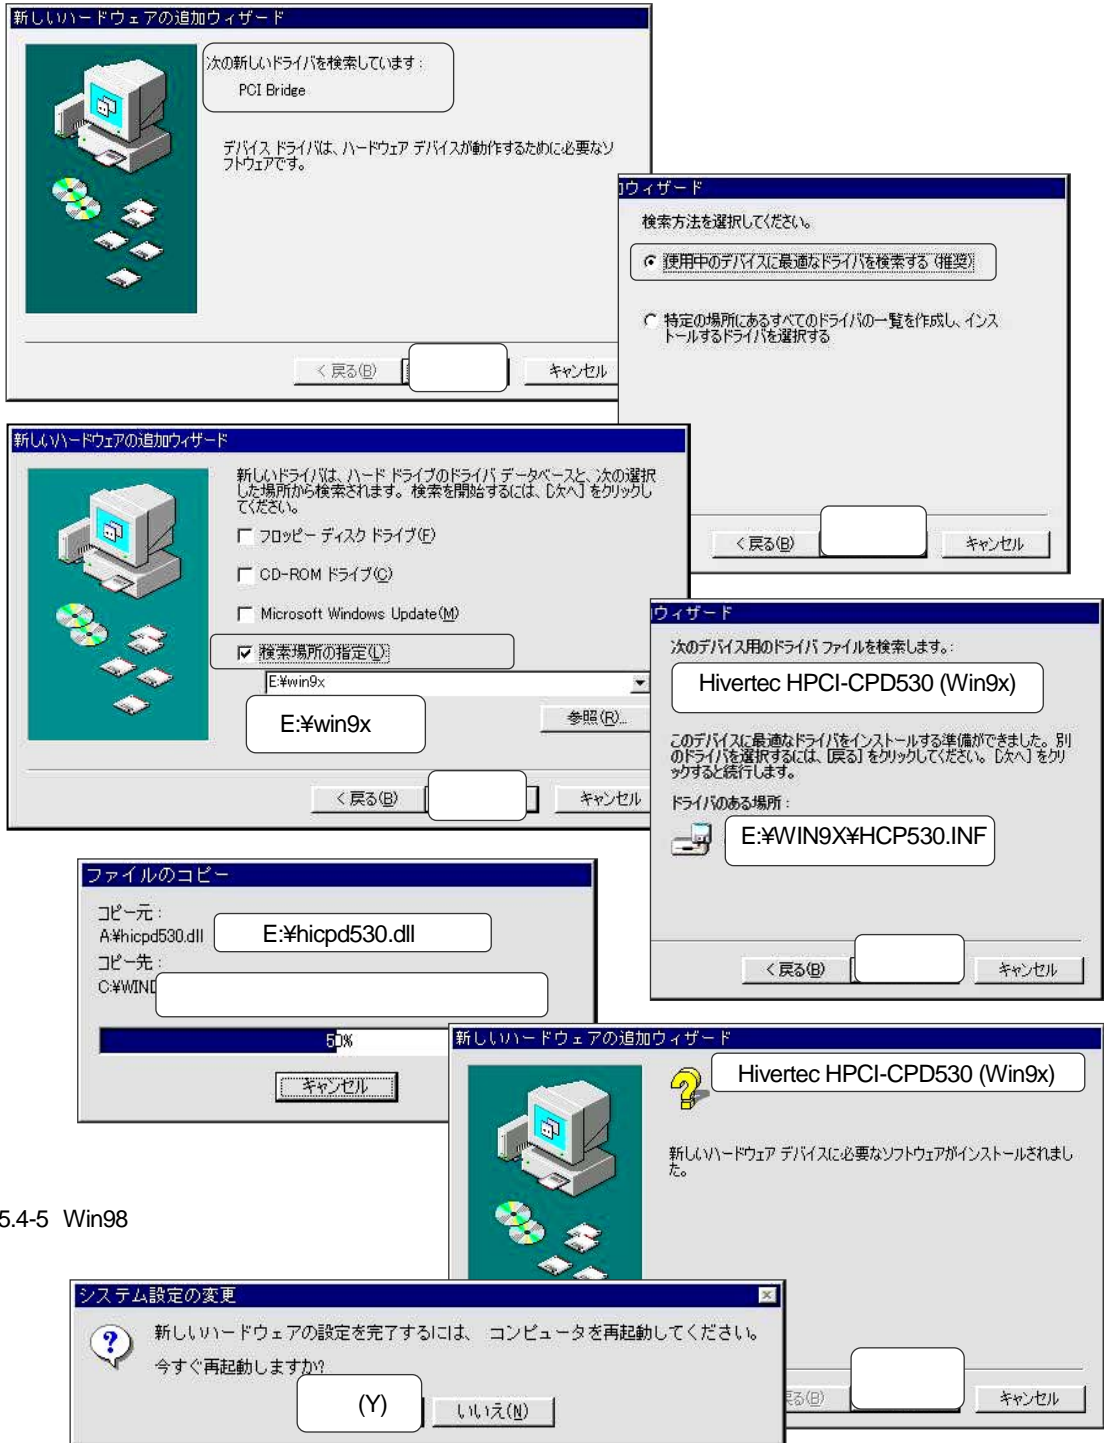 新しいハードウェアの追加ウィザード
次の新しいドライバを検索しています:
PCI Bridge
デバイス ドライバは、ハードウェア デバイスが動作するために必要なソ
フトウェアです。
< 戻る(B)
キャンセル
ウィザード
検索方法を選択してください。
使用中のデバイスに最適なドライバを検索する (推奨)
特定の場所にあるすべてのドライバの一覧を作成し、インス
トールするドライバを選択する
< 戻る(B)
キャンセル
新しいハードウェアの追加ウィザード
新しいドライバは、ハード ドライブのドライバ データベースと、次の選択
した場所から検索されます。検索を開始するには、[次へ] をクリックし
てください。
フロッピー ディスク ドライブ(F)
CD-ROM ドライブ(C)
Microsoft Windows Update(M)
検索場所の指定(L)
E:¥win9x
E:¥win9x
参照(R)...
< 戻る(B)
キャンセル
ウィザード
次のデバイス用のドライバ ファイルを検索します。:
Hivertec HPCI-CPD530 (Win9x)
このデバイスに最適なドライバをインストールする準備ができました。別
のドライバを選択するには、[戻る] をクリックしてください。[次へ] をクリ
ックすると続行します。
ドライバのある場所:
E:¥WIN9X¥HCP530.INF
< 戻る(B)
キャンセル
ファイルのコピー
コピー元:
A:¥hicpd530.dll
E:¥hicpd530.dll
コピー先:
C:¥WIND
50%
キャンセル
新しいハードウェアの追加ウィザード
Hivertec HPCI-CPD530 (Win9x)
新しいハードウェア デバイスに必要なソフトウェアがインストールされまし
た。
戻る(B)
キャンセル
5.4-5 Win98
システム設定の変更
新しいハードウェアの設定を完了するには、 コンピュータを再起動してください。
今すぐ再起動しますか?
(Y)
いいえ(N)